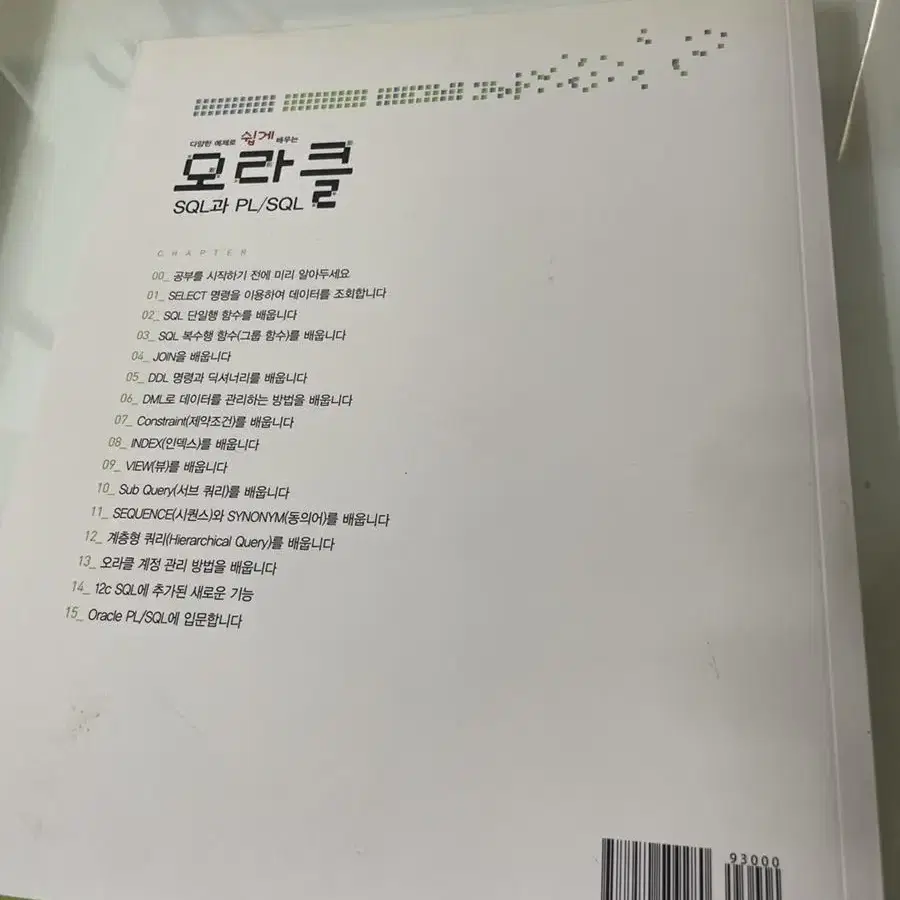 다양한 예제로 쉽게 배우는
오라클
SQL과 PL/SQL
CHAPTER
00_ 공부를 시작하기 전에 미리 알아두세요
01_ SELECT 명령을 이용하여 데이터를 조회합니다
02_ SQL 단일행 함수를 배웁니다
03_ SQL 복수행 함수(그룹 함수)를 배웁니다
04_ JOIN을 배웁니다
05_ DDL 명령과 딕셔너리를 배웁니다
06_ DML로 데이터를 관리하는 방법을 배웁니다
07_ Constraint(제약조건)를 배웁니다
08_ INDEX(인덱스)를 배웁니다
09_ VIEW(뷰)를 배웁니다
10_ Sub Query(서브 쿼리)를 배웁니다
11_ SEQUENCE(시퀀스)와 SYNONYM(동의어)를 배웁니다
12_ 계층형 쿼리(Hierarchical Query)를 배웁니다
13_ 오라클 계정 관리 방법을 배웁니다
14_ 12c SQL에 추가된 새로운 기능
15_ Oracle PL/SQL에 입문합니다
93000